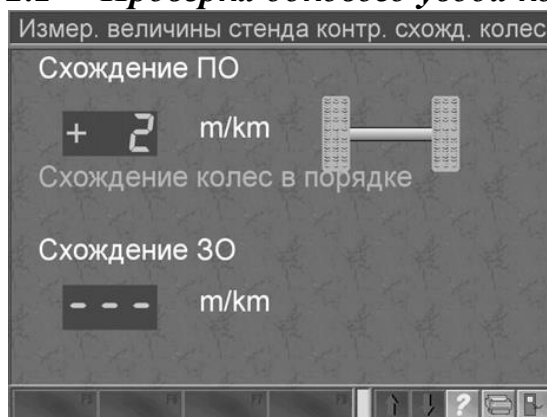 Измер. величины стенда контр. схожд. колес
Схождение ПО
+ 2 m/km
Схождение колес в порядке
Схождение ЗО
- - - m/km
?